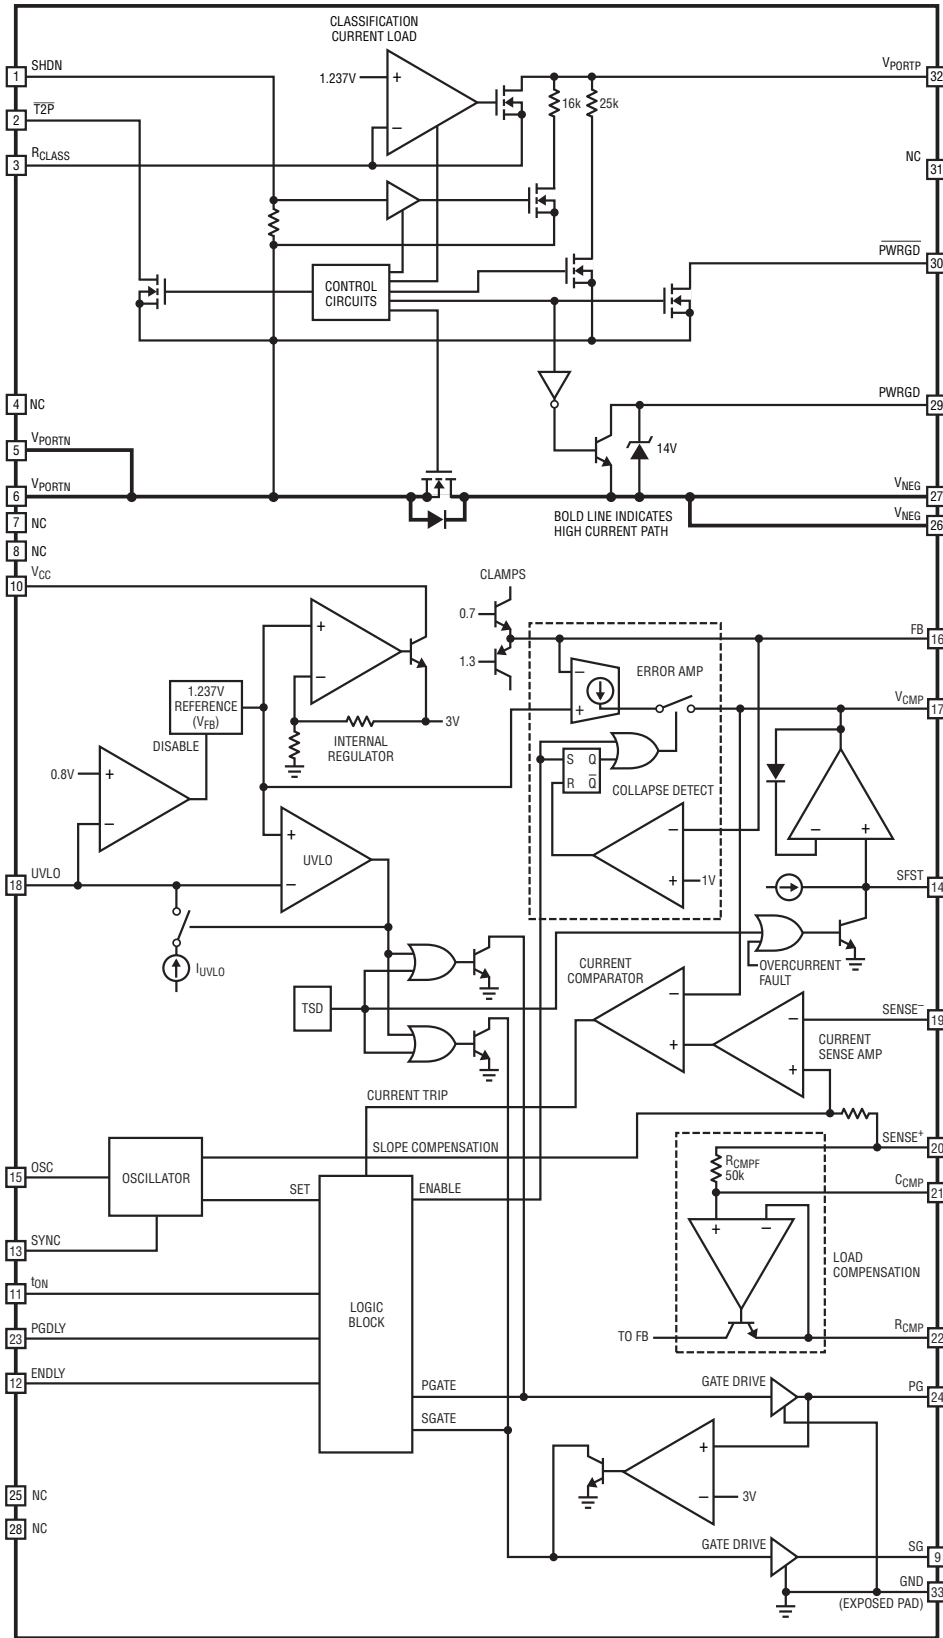 CLASSIFICATION
CURRENT LOAD
1 SHDN
1.237V
+
−
VPORTP 32
2 T2P
16k
25k
3 RCLASS
NC 31
PWRGD 30
CONTROL
CIRCUITS
4 NC
PWRGD 29
5 VPORTN
14V
6 VPORTN
VNEG 27
7 NC
BOLD LINE INDICATES
HIGH CURRENT PATH
VNEG 26
8 NC
10 VCC
CLAMPS
0.7
1.3
FB 16
+
−
ERROR AMP
−
+
1.237V
REFERENCE
(VFB)
3V
INTERNAL
REGULATOR
VCMP 17
DISABLE
S Q
R Q
COLLAPSE DETECT
0.8V
+
−
+
UVLO
−
−
+
1V
−
+
18 UVLO
SFST 14
IUVLO
OVERCURRENT
FAULT
CURRENT
COMPARATOR
TSD
−
+
SENSE− 19
−
+
CURRENT
SENSE AMP
CURRENT TRIP
SLOPE COMPENSATION
SENSE+ 20
15 OSC
OSCILLATOR
RCMPF
50k
CCMP 21
SET
ENABLE
+
−
13 SYNC
LOAD
COMPENSATION
11 tON
LOGIC
BLOCK
23 PGDLY
TO FB
RCMP 22
12 ENDLY
PGATE
GATE DRIVE
PG 24
SGATE
+
−
3V
25 NC
28 NC
GATE DRIVE
SG 9
GND 33
(EXPOSED PAD)